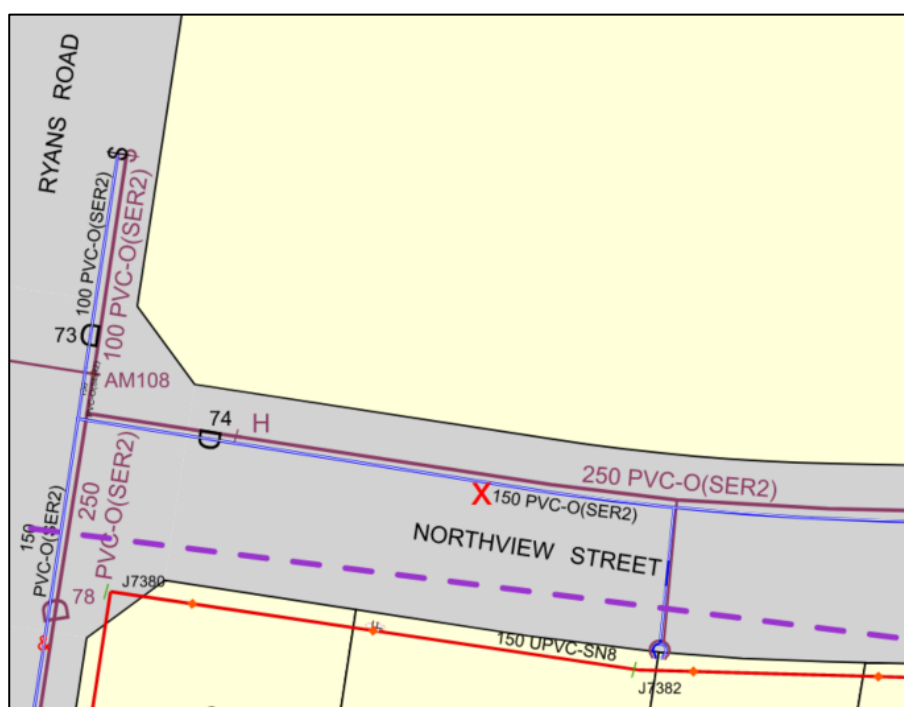 RYANS ROAD
100 PVC-O(SER2)
100 PVC-O(SER2)
73
AM108
74
H
250 PVC-O(SER2)
X
150 PVC-O(SER2)
250
PVC-O(SER2)
150
PVC-O(SER2)
NORTHVIEW STREET
78
J7380
150 UPVC-SN8
J7382